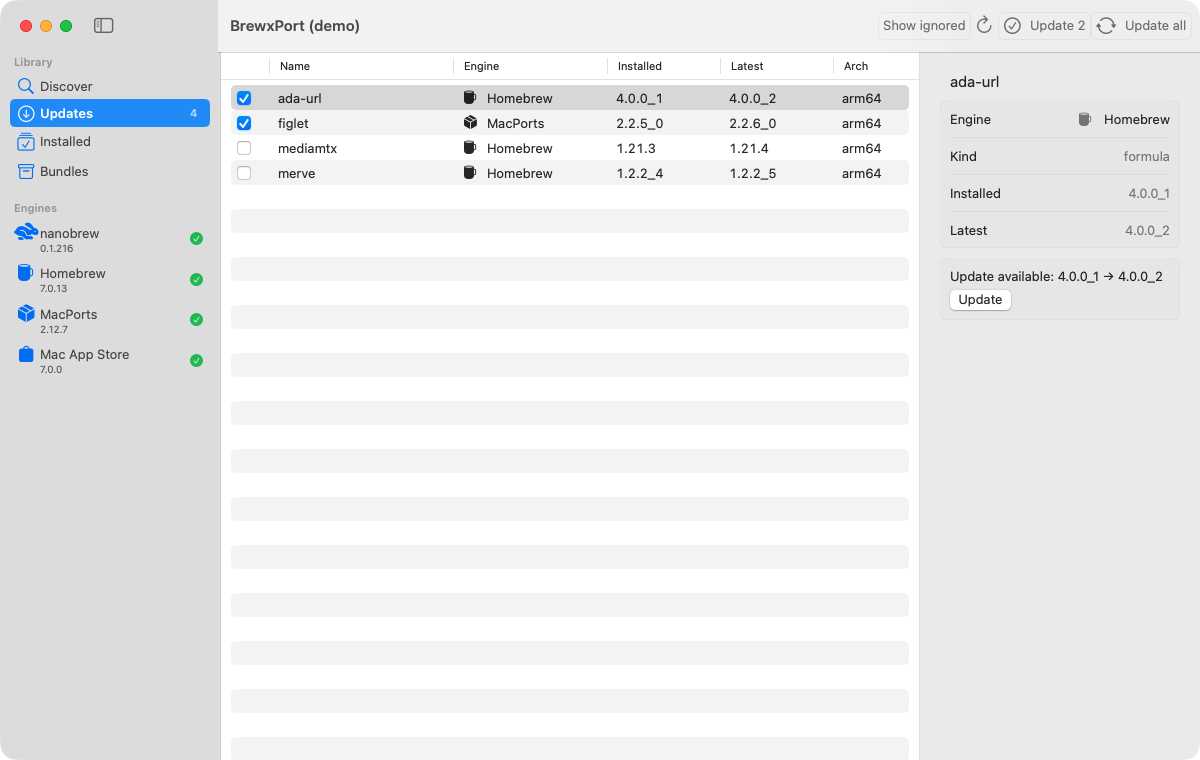 BrewxPort (demo)
Show ignored
Update 2
Update all
Library
Discover
Updates 4
Installed
Bundles
Engines
nanobrew
0.1.216
Homebrew
7.0.13
MacPorts
2.12.7
Mac App Store
7.0.0
Name Engine Installed Latest Arch
ada-url Homebrew 4.0.0_1 4.0.0_2 arm64
figlet MacPorts 2.2.5_0 2.2.6_0 arm64
mediamtx Homebrew 1.21.3 1.21.4 arm64
merve Homebrew 1.2.2_4 1.2.2_5 arm64
ada-url
Engine Homebrew
Kind formula
Installed 4.0.0_1
Latest 4.0.0_2
Update available: 4.0.0_1 → 4.0.0_2
Update